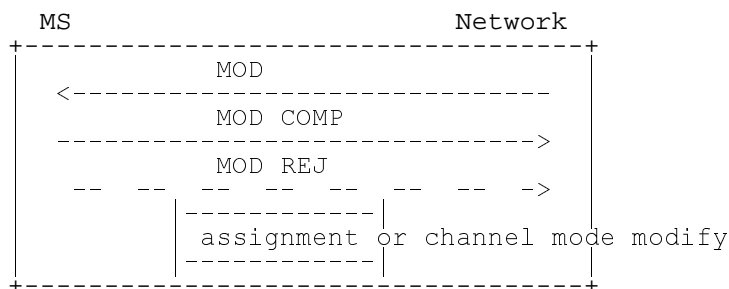 MS Network
MOD
MOD COMP
MOD REJ
assignment or channel mode modify